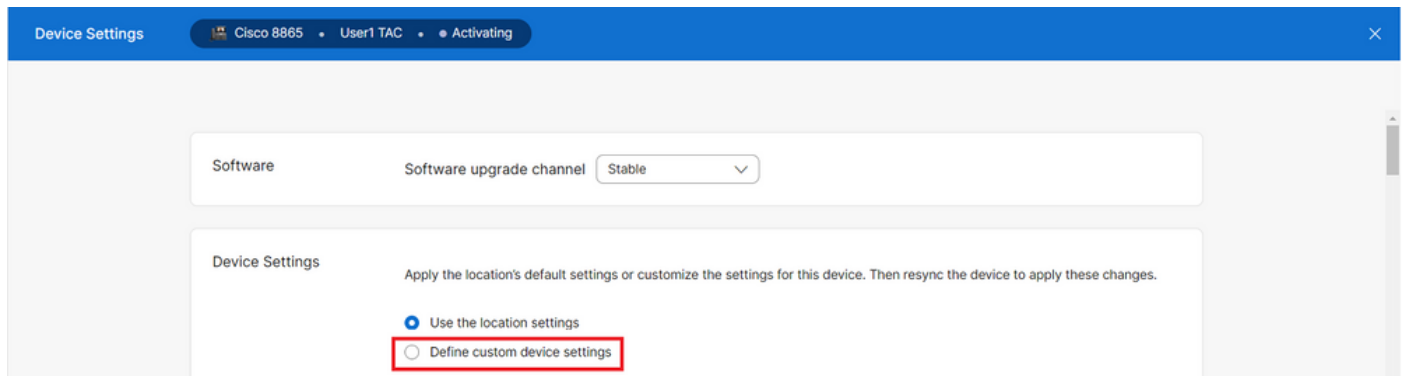 Device Settings Cisco 8865 • User1 TAC • Activating
Software Software upgrade channel Stable
Device Settings
Apply the location's default settings or customize the settings for this device. Then resync the device to apply these changes.
Use the location settings
Define custom device settings